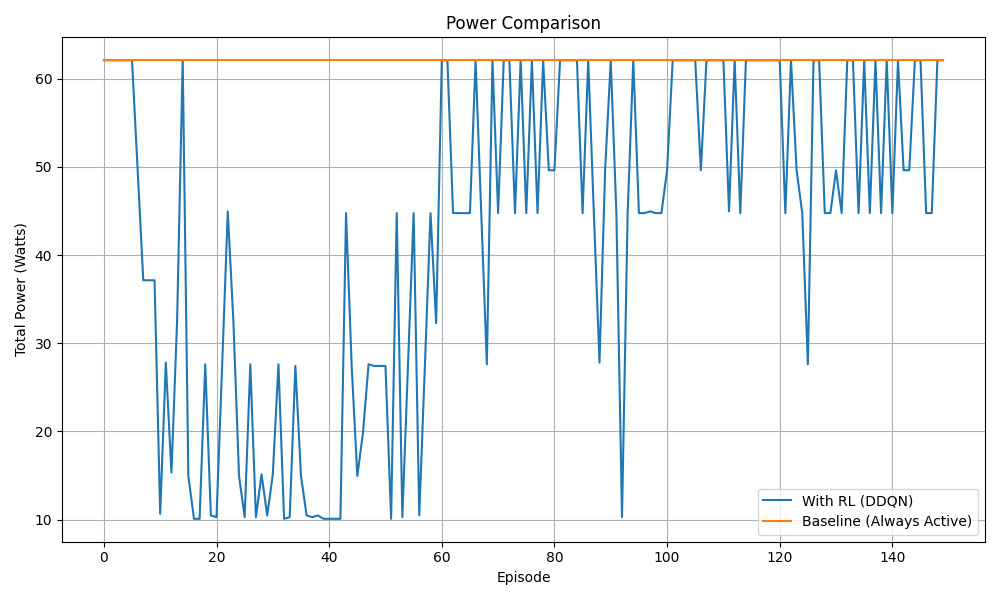 Power Comparison
Total Power (Watts)
60
50
40
30
20
10
0
20
40
60
80
100
120
140
Episode
With RL (DDQN)
Baseline (Always Active)